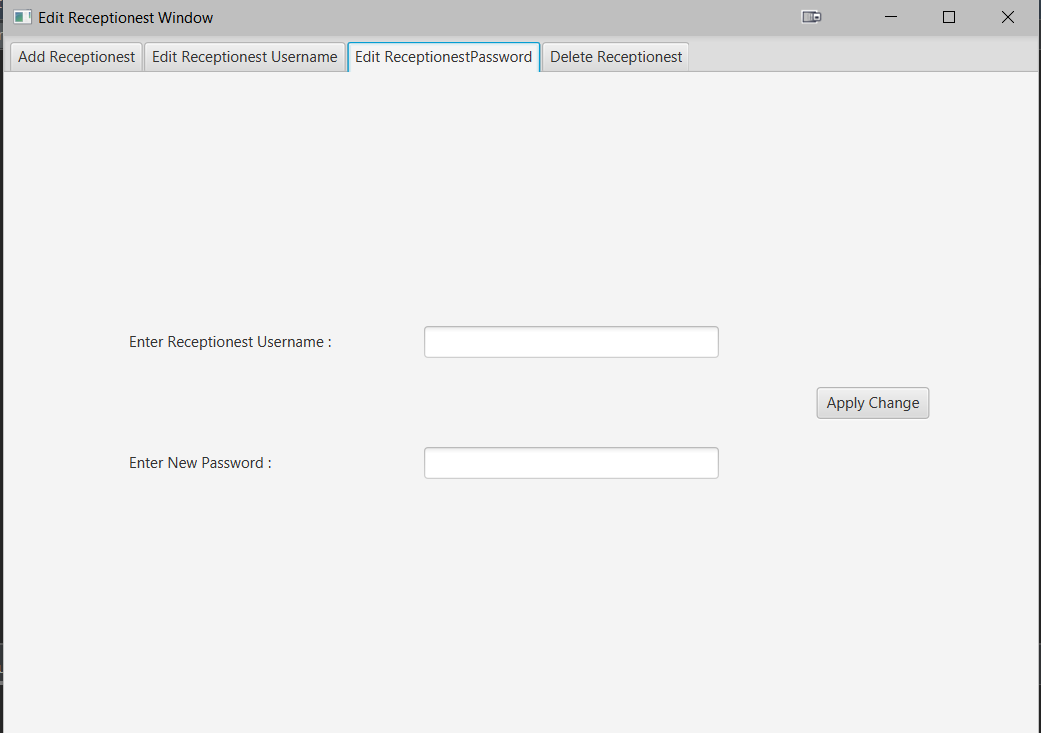 Edit Receptionest Window
Add Receptionest Edit Receptionest Username Edit ReceptionestPassword Delete Receptionest
Enter Receptionest Username :
Apply Change
Enter New Password :